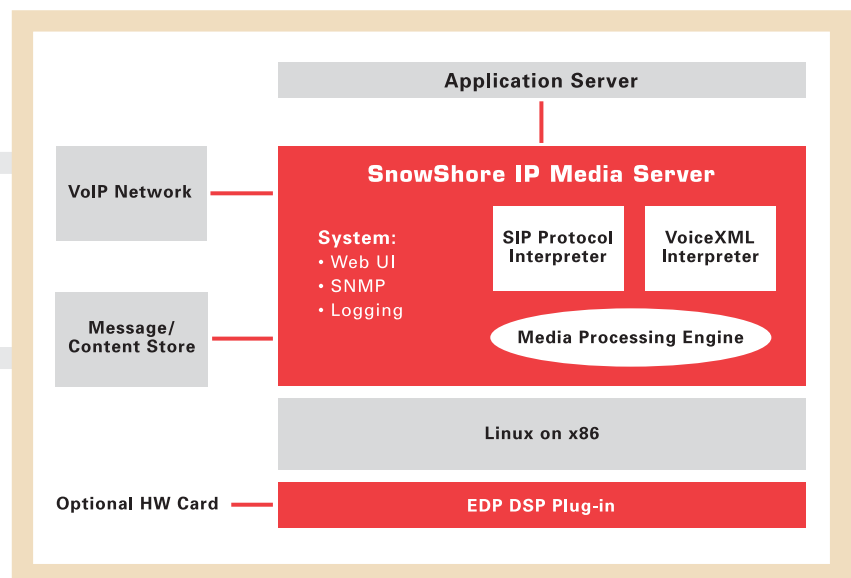 Application Server
VoIP Network
SnowShore IP Media Server
System:
• Web UI
• SNMP
• Logging
SIP Protocol
Interpreter
VoiceXML
Interpreter
Message/
Content Store
Media Processing Engine
Linux on x86
Optional HW Card
EDP DSP Plug-in